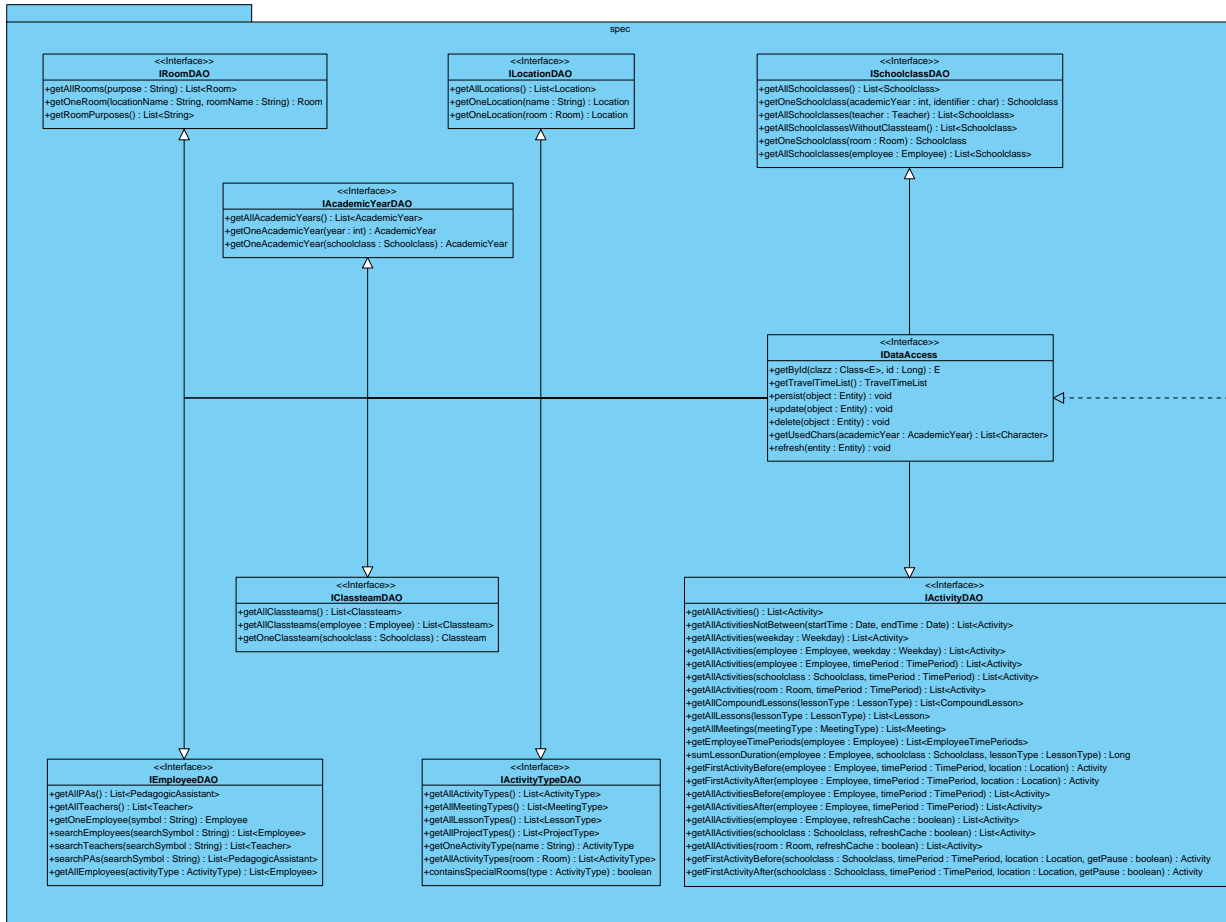 spec
<<Interface>>
IRoomDAO
+getAllRooms(purpose : String) : List<Room>
+getOneRoom(locationName : String, roomName : String) : Room
+getRoomPurposes() : List<String>
<<Interface>>
ILocationDAO
+getAllLocations() : List<Location>
+getOneLocation(name : String) : Location
+getOneLocation(room : Room) : Location
<<Interface>>
ISchoolclassDAO
+getAllSchoolclasses() : List<Schoolclass>
+getOneSchoolclass(academicYear : int, identifier : char) : Schoolclass
+getAllSchoolclasses(teacher : Teacher) : List<Schoolclass>
+getAllSchoolclassesWithoutClassteam() : List<Schoolclass>
+getOneSchoolclass(room : Room) : Schoolclass
+getAllSchoolclasses(employee : Employee) : List<Schoolclass>
<<Interface>>
IAcademicYearDAO
+getAllAcademicYears() : List<AcademicYear>
+getOneAcademicYear(year : int) : AcademicYear
+getOneAcademicYear(schoolclass : Schoolclass) : AcademicYear
<<Interface>>
IDataAccess
+getById(clazz : Class<E>, id : Long) : E
+getTravelTimeList() : TravelTimeList
+persist(object : Entity) : void
+update(object : Entity) : void
+delete(object : Entity) : void
+getUsedChars(academicYear : AcademicYear) : List<Character>
+refresh(entity : Entity) : void
<<Interface>>
IClassteamDAO
+getAllClassteams() : List<Classteam>
+getAllClassteams(employee : Employee) : List<Classteam>
+getOneClassteam(schoolclass : Schoolclass) : Classteam
<<Interface>>
IActivityDAO
+getAllActivities() : List<Activity>
+getAllActivitiesNotBetween(startTime : Date, endTime : Date) : List<Activity>
+getAllActivities(weekday : Weekday) : List<Activity>
+getAllActivities(employee : Employee, weekday : Weekday) : List<Activity>
+getAllActivities(employee : Employee, timePeriod : TimePeriod) : List<Activity>
+getAllActivities(schoolclass : Schoolclass, timePeriod : TimePeriod) : List<Activity>
+getAllActivities(room : Room, timePeriod : TimePeriod) : List<Activity>
+getAllCompoundLessons(lessonType : LessonType) : List<CompoundLesson>
+getAllLessons(lessonType : LessonType) : List<Lesson>
+getAllMeetings(meetingType : MeetingType) : List<Meeting>
+getEmployeeTimePeriods(employee : Employee) : List<EmployeeTimePeriods>
+sumLessonDuration(employee : Employee, schoolclass : Schoolclass, lessonType : LessonType) : Long
+getFirstActivityBefore(employee : Employee, timePeriod : TimePeriod, location : Location) : Activity
+getFirstActivityAfter(employee : Employee, timePeriod : TimePeriod, location : Location) : Activity
+getAllActivitiesBefore(employee : Employee, timePeriod : TimePeriod) : List<Activity>
+getAllActivitiesAfter(employee : Employee, timePeriod : TimePeriod) : List<Activity>
+getAllActivities(employee : Employee, refreshCache : boolean) : List<Activity>
+getAllActivities(schoolclass : Schoolclass, refreshCache : boolean) : List<Activity>
+getAllActivities(room : Room, refreshCache : boolean) : List<Activity>
+getFirstActivityBefore(schoolclass : Schoolclass, timePeriod : TimePeriod, location : Location, getPause : boolean) : Activity
+getFirstActivityAfter(schoolclass : Schoolclass, timePeriod : TimePeriod, location : Location, getPause : boolean) : Activity
<<Interface>>
IEmployeeDAO
+getAllPAs() : List<PedagogicAssistant>
+getAllTeachers() : List<Teacher>
+getOneEmployee(symbol : String) : Employee
+searchEmployees(searchSymbol : String) : List<Employee>
+searchTeachers(searchSymbol : String) : List<Teacher>
+searchPAs(searchSymbol : String) : List<PedagogicAssistant>
+getAllEmployees(activityType : ActivityType) : List<Employee>
<<Interface>>
IActivityTypeDAO
+getAllActivityTypes() : List<ActivityType>
+getAllMeetingTypes() : List<MeetingType>
+getAllLessonTypes() : List<LessonType>
+getAllProjectTypes() : List<ProjectType>
+getOneActivityType(name : String) : ActivityType
+getAllActivityTypes(room : Room) : List<ActivityType>
+containsSpecialRooms(type : ActivityType) : boolean